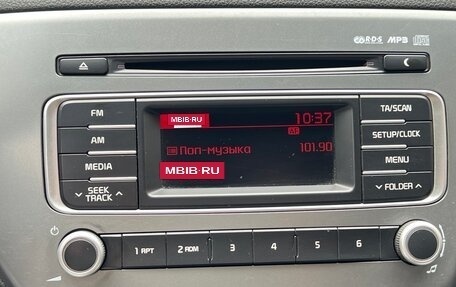 R·D·S MP3
FM
AM
MEDIA
SEEK
TRACK
MBIB·RU
10:37
AF
Поп-музыка 101.90
MBIB·RU
TA/SCAN
SETUP/CLOCK
MENU
FOLDER
1 RPT 2 RDM 3 4 5 6